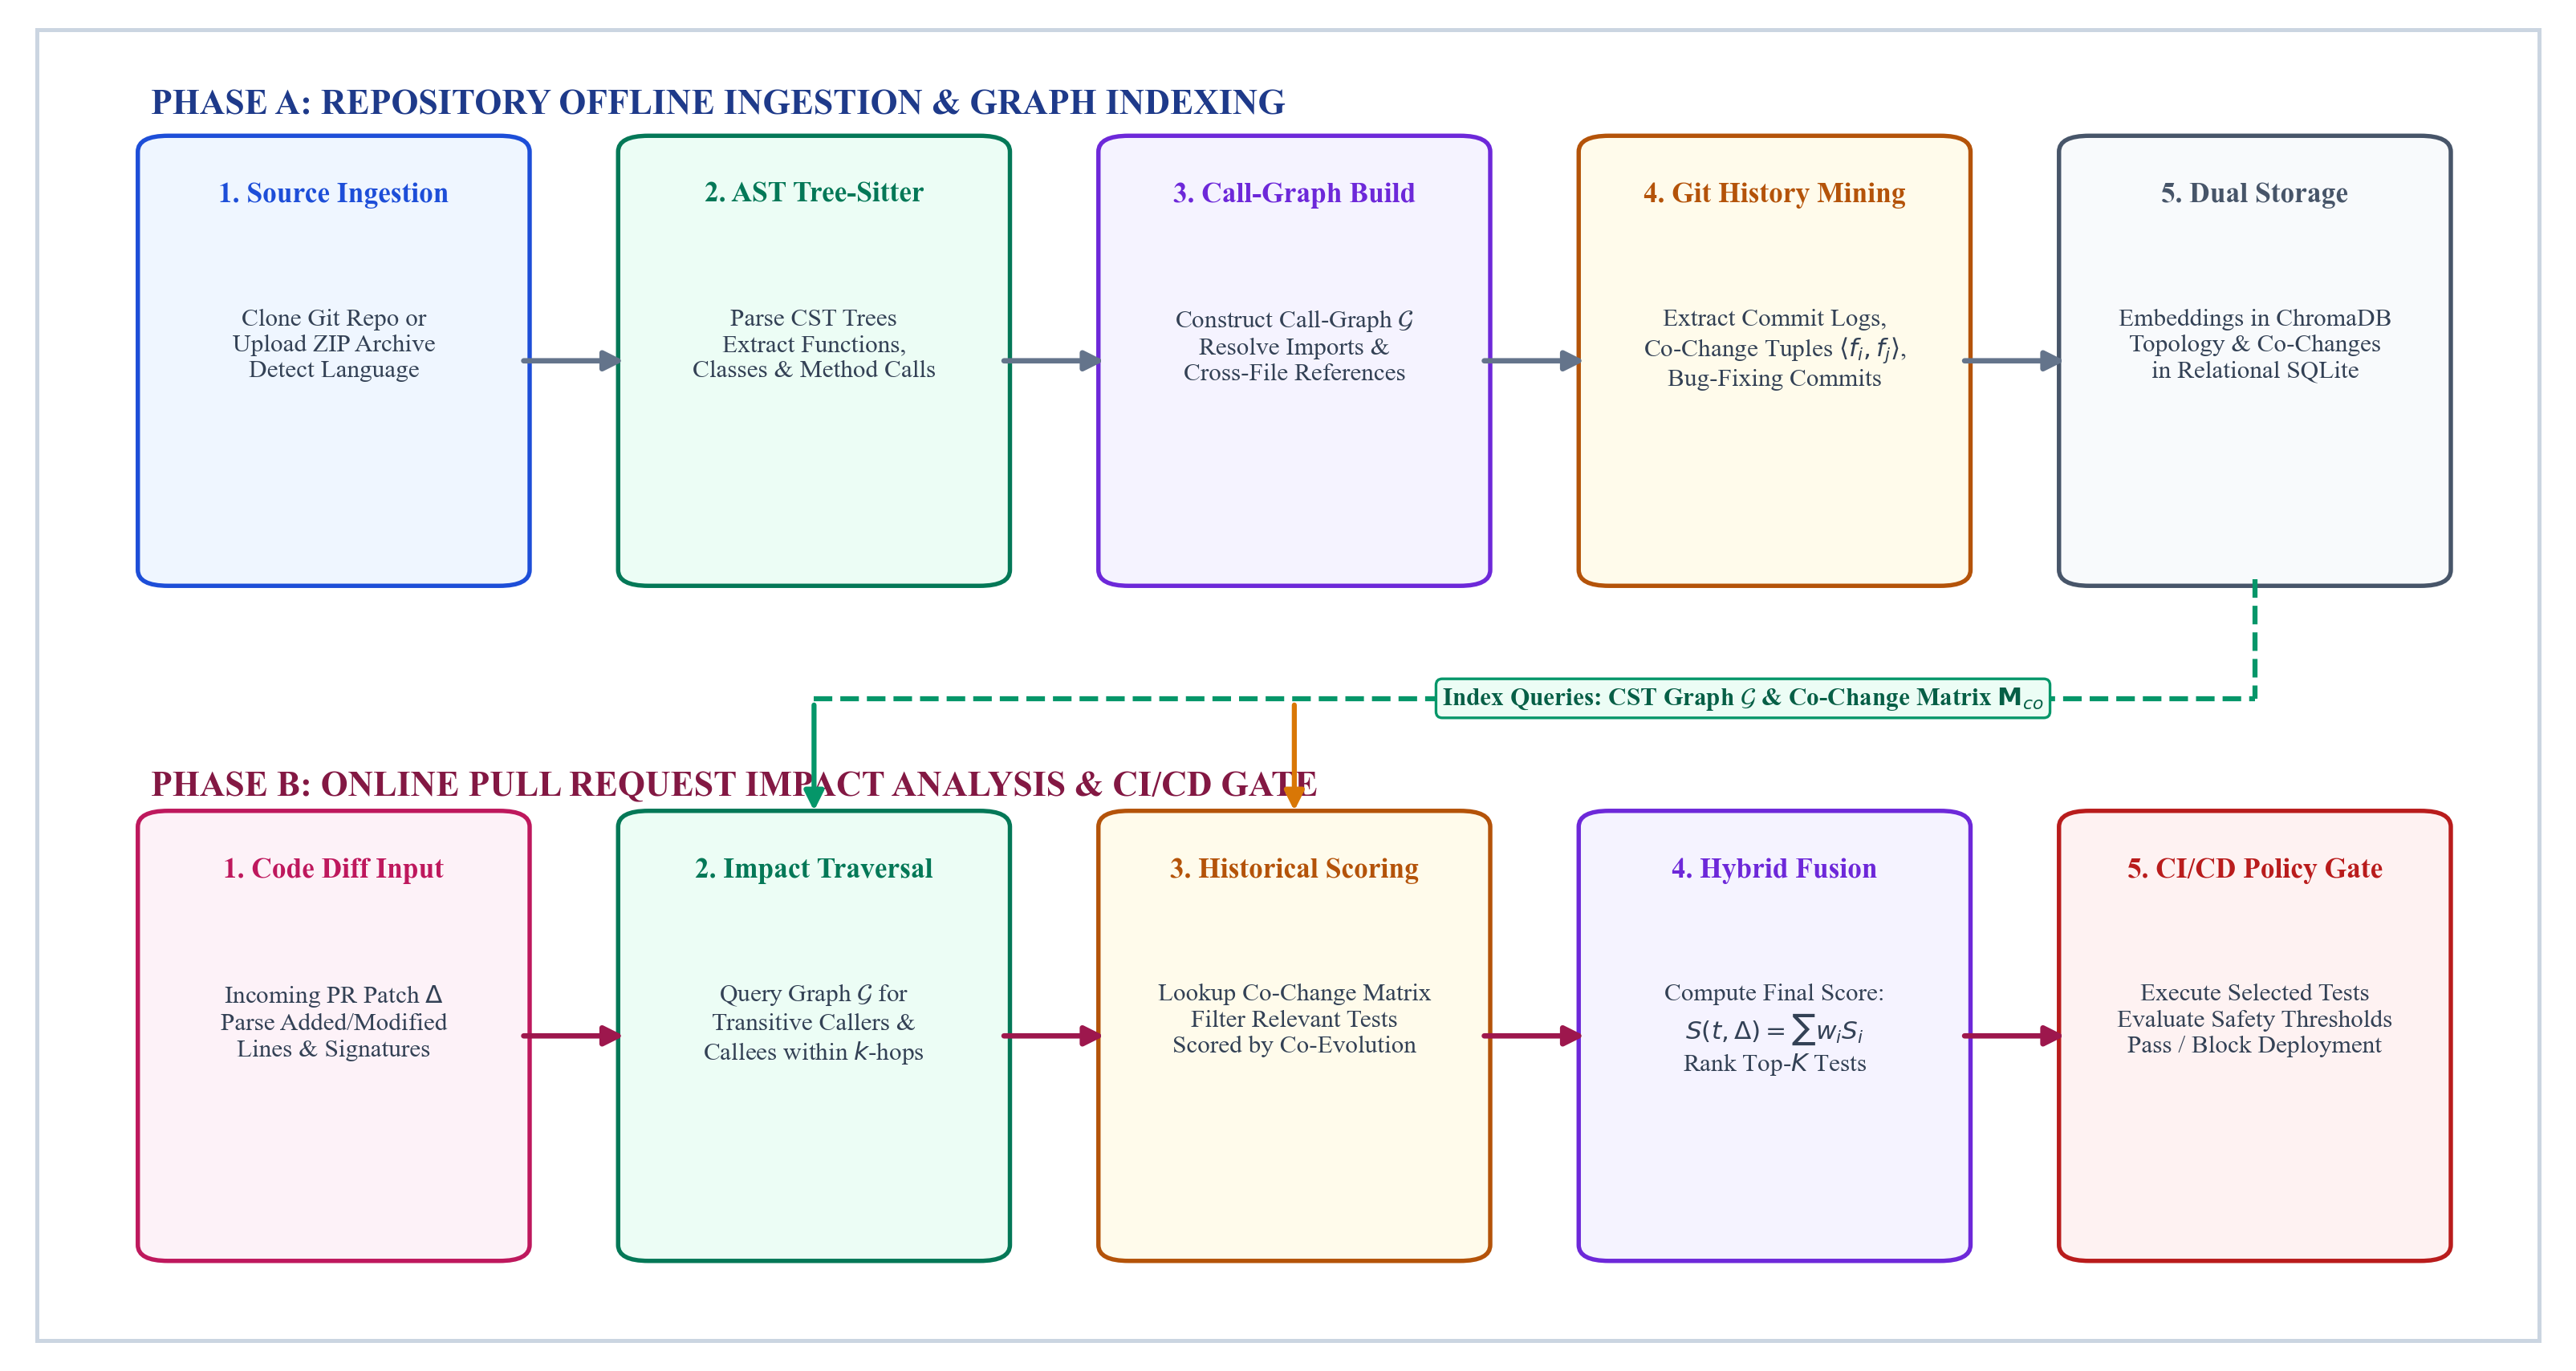 PHASE A: REPOSITORY OFFLINE INGESTION & GRAPH INDEXING
1. Source Ingestion
Clone Git Repo or
Upload ZIP Archive
Detect Language
2. AST Tree-Sitter
Parse CST Trees
Extract Functions,
Classes & Method Calls
3. Call-Graph Build
Construct Call-Graph 𝒢
Resolve Imports &
Cross-File References
4. Git History Mining
Extract Commit Logs,
Co-Change Tuples ⟨fᵢ, fⱼ⟩,
Bug-Fixing Commits
5. Dual Storage
Embeddings in ChromaDB
Topology & Co-Changes
in Relational SQLite
Index Queries: CST Graph 𝒢 & Co-Change Matrix M_co
PHASE B: ONLINE PULL REQUEST IMPACT ANALYSIS & CI/CD GATE
1. Code Diff Input
Incoming PR Patch Δ
Parse Added/Modified
Lines & Signatures
2. Impact Traversal
Query Graph 𝒢 for
Transitive Callers &
Callees within k-hops
3. Historical Scoring
Lookup Co-Change Matrix
Filter Relevant Tests
Scored by Co-Evolution
4. Hybrid Fusion
Compute Final Score:
S(t, Δ) = ∑ wᵢSᵢ
Rank Top-K Tests
5. CI/CD Policy Gate
Execute Selected Tests
Evaluate Safety Thresholds
Pass / Block Deployment